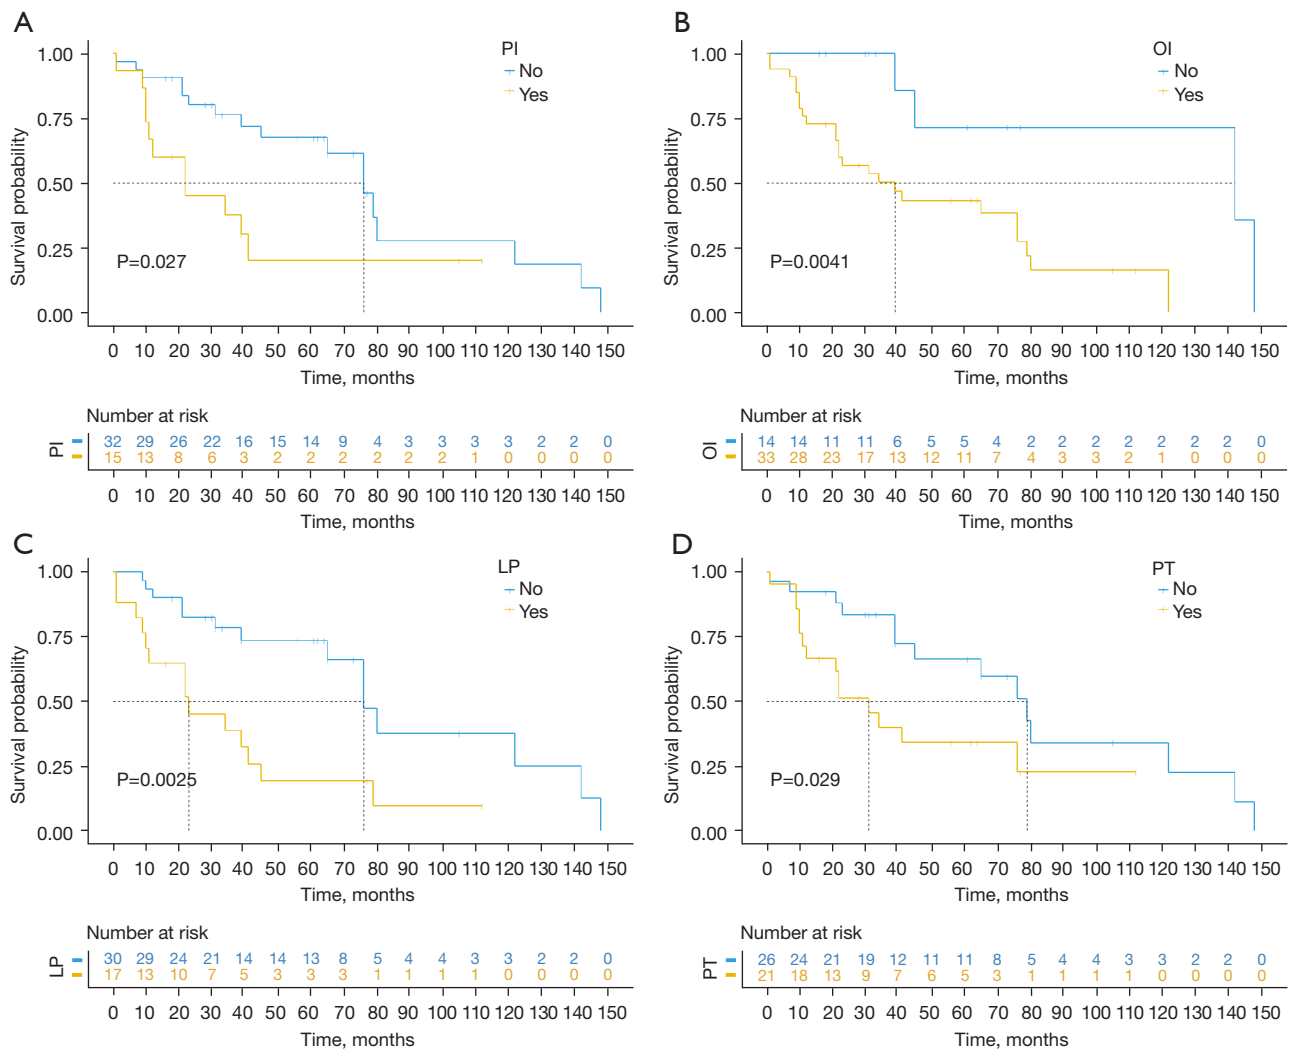 A
PI
No
Yes
Survival probability
1.00
0.75
0.50
0.25
0.00
P=0.027
0 10 20 30 40 50 60 70 80 90 100 110 120 130 140 150
Time, months
Number at risk
PI
32 29 26 22 16 15 14 9 4 3 3 3 3 2 2 0
15 13 8 6 3 2 2 2 2 2 2 1 0 0 0 0
0 10 20 30 40 50 60 70 80 90 100 110 120 130 140 150
Time, months
B
OI
No
Yes
Survival probability
1.00
0.75
0.50
0.25
0.00
P=0.0041
0 10 20 30 40 50 60 70 80 90 100 110 120 130 140 150
Time, months
Number at risk
OI
14 14 11 11 6 5 5 4 2 2 2 2 2 2 2 0
33 28 23 17 13 12 11 7 4 3 3 2 1 0 0 0
0 10 20 30 40 50 60 70 80 90 100 110 120 130 140 150
Time, months
C
LP
No
Yes
Survival probability
1.00
0.75
0.50
0.25
0.00
P=0.0025
0 10 20 30 40 50 60 70 80 90 100 110 120 130 140 150
Time, months
Number at risk
LP
30 29 24 21 14 14 13 8 5 4 4 3 3 2 2 0
17 13 10 7 5 3 3 3 1 1 1 1 0 0 0 0
0 10 20 30 40 50 60 70 80 90 100 110 120 130 140 150
Time, months
D
PT
No
Yes
Survival probability
1.00
0.75
0.50
0.25
0.00
P=0.029
0 10 20 30 40 50 60 70 80 90 100 110 120 130 140 150
Time, months
Number at risk
PT
26 24 21 19 12 11 11 8 5 4 4 3 3 2 2 0
21 18 13 9 7 6 5 3 1 1 1 1 0 0 0 0
0 10 20 30 40 50 60 70 80 90 100 110 120 130 140 150
Time, months